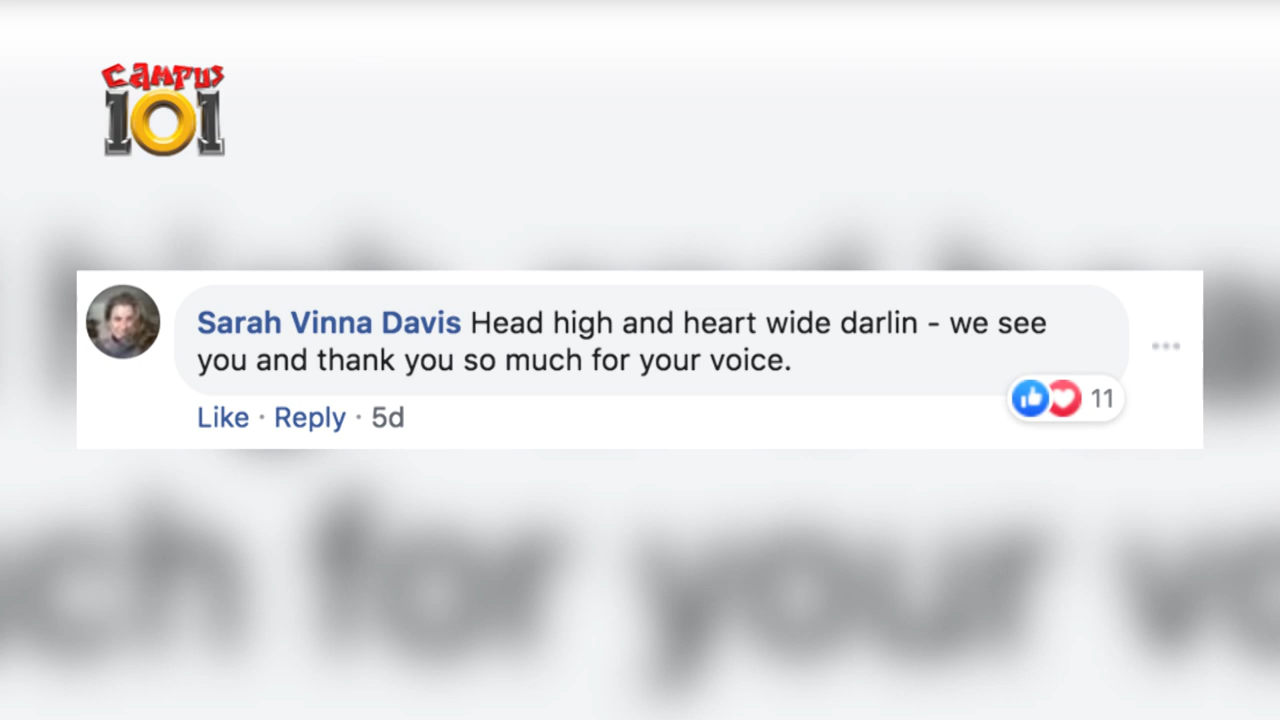 CAMPUS
101
Sarah Vinna Davis Head high and heart wide darlin - we see
you and thank you so much for your voice.
Like · Reply · 5d
11